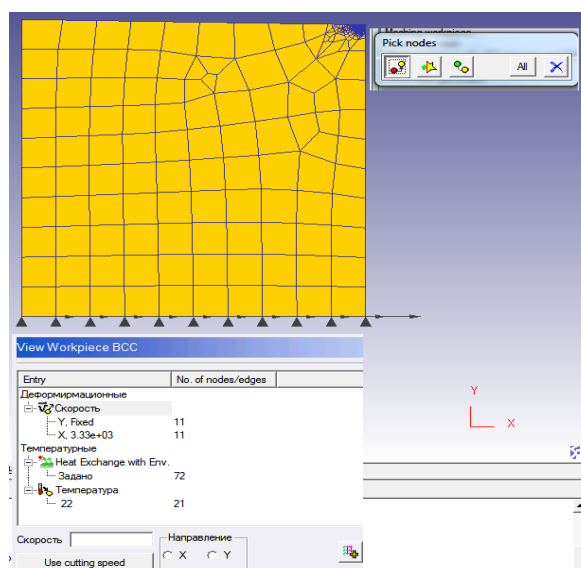 Pick nodes
All
Y
X
View Workpiece BCC
Entry No. of nodes/edges
Деформирмационные
Скорость
Y, Fixed 11
X, 3.33e+03 11
Температурные
Heat Exchange with Env.
Задано 72
Температура
22 21
Скорость Направление
X Y
Use cutting speed